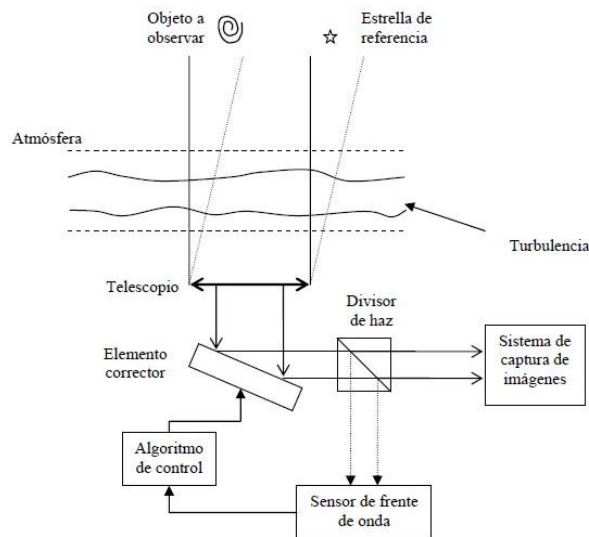 Objeto a
observar
Estrella de
referencia
Atmósfera
Turbulencia
Telescopio
Divisor
de haz
Elemento
corrector
Sistema de
captura de
imágenes
Algoritmo
de control
Sensor de frente
de onda